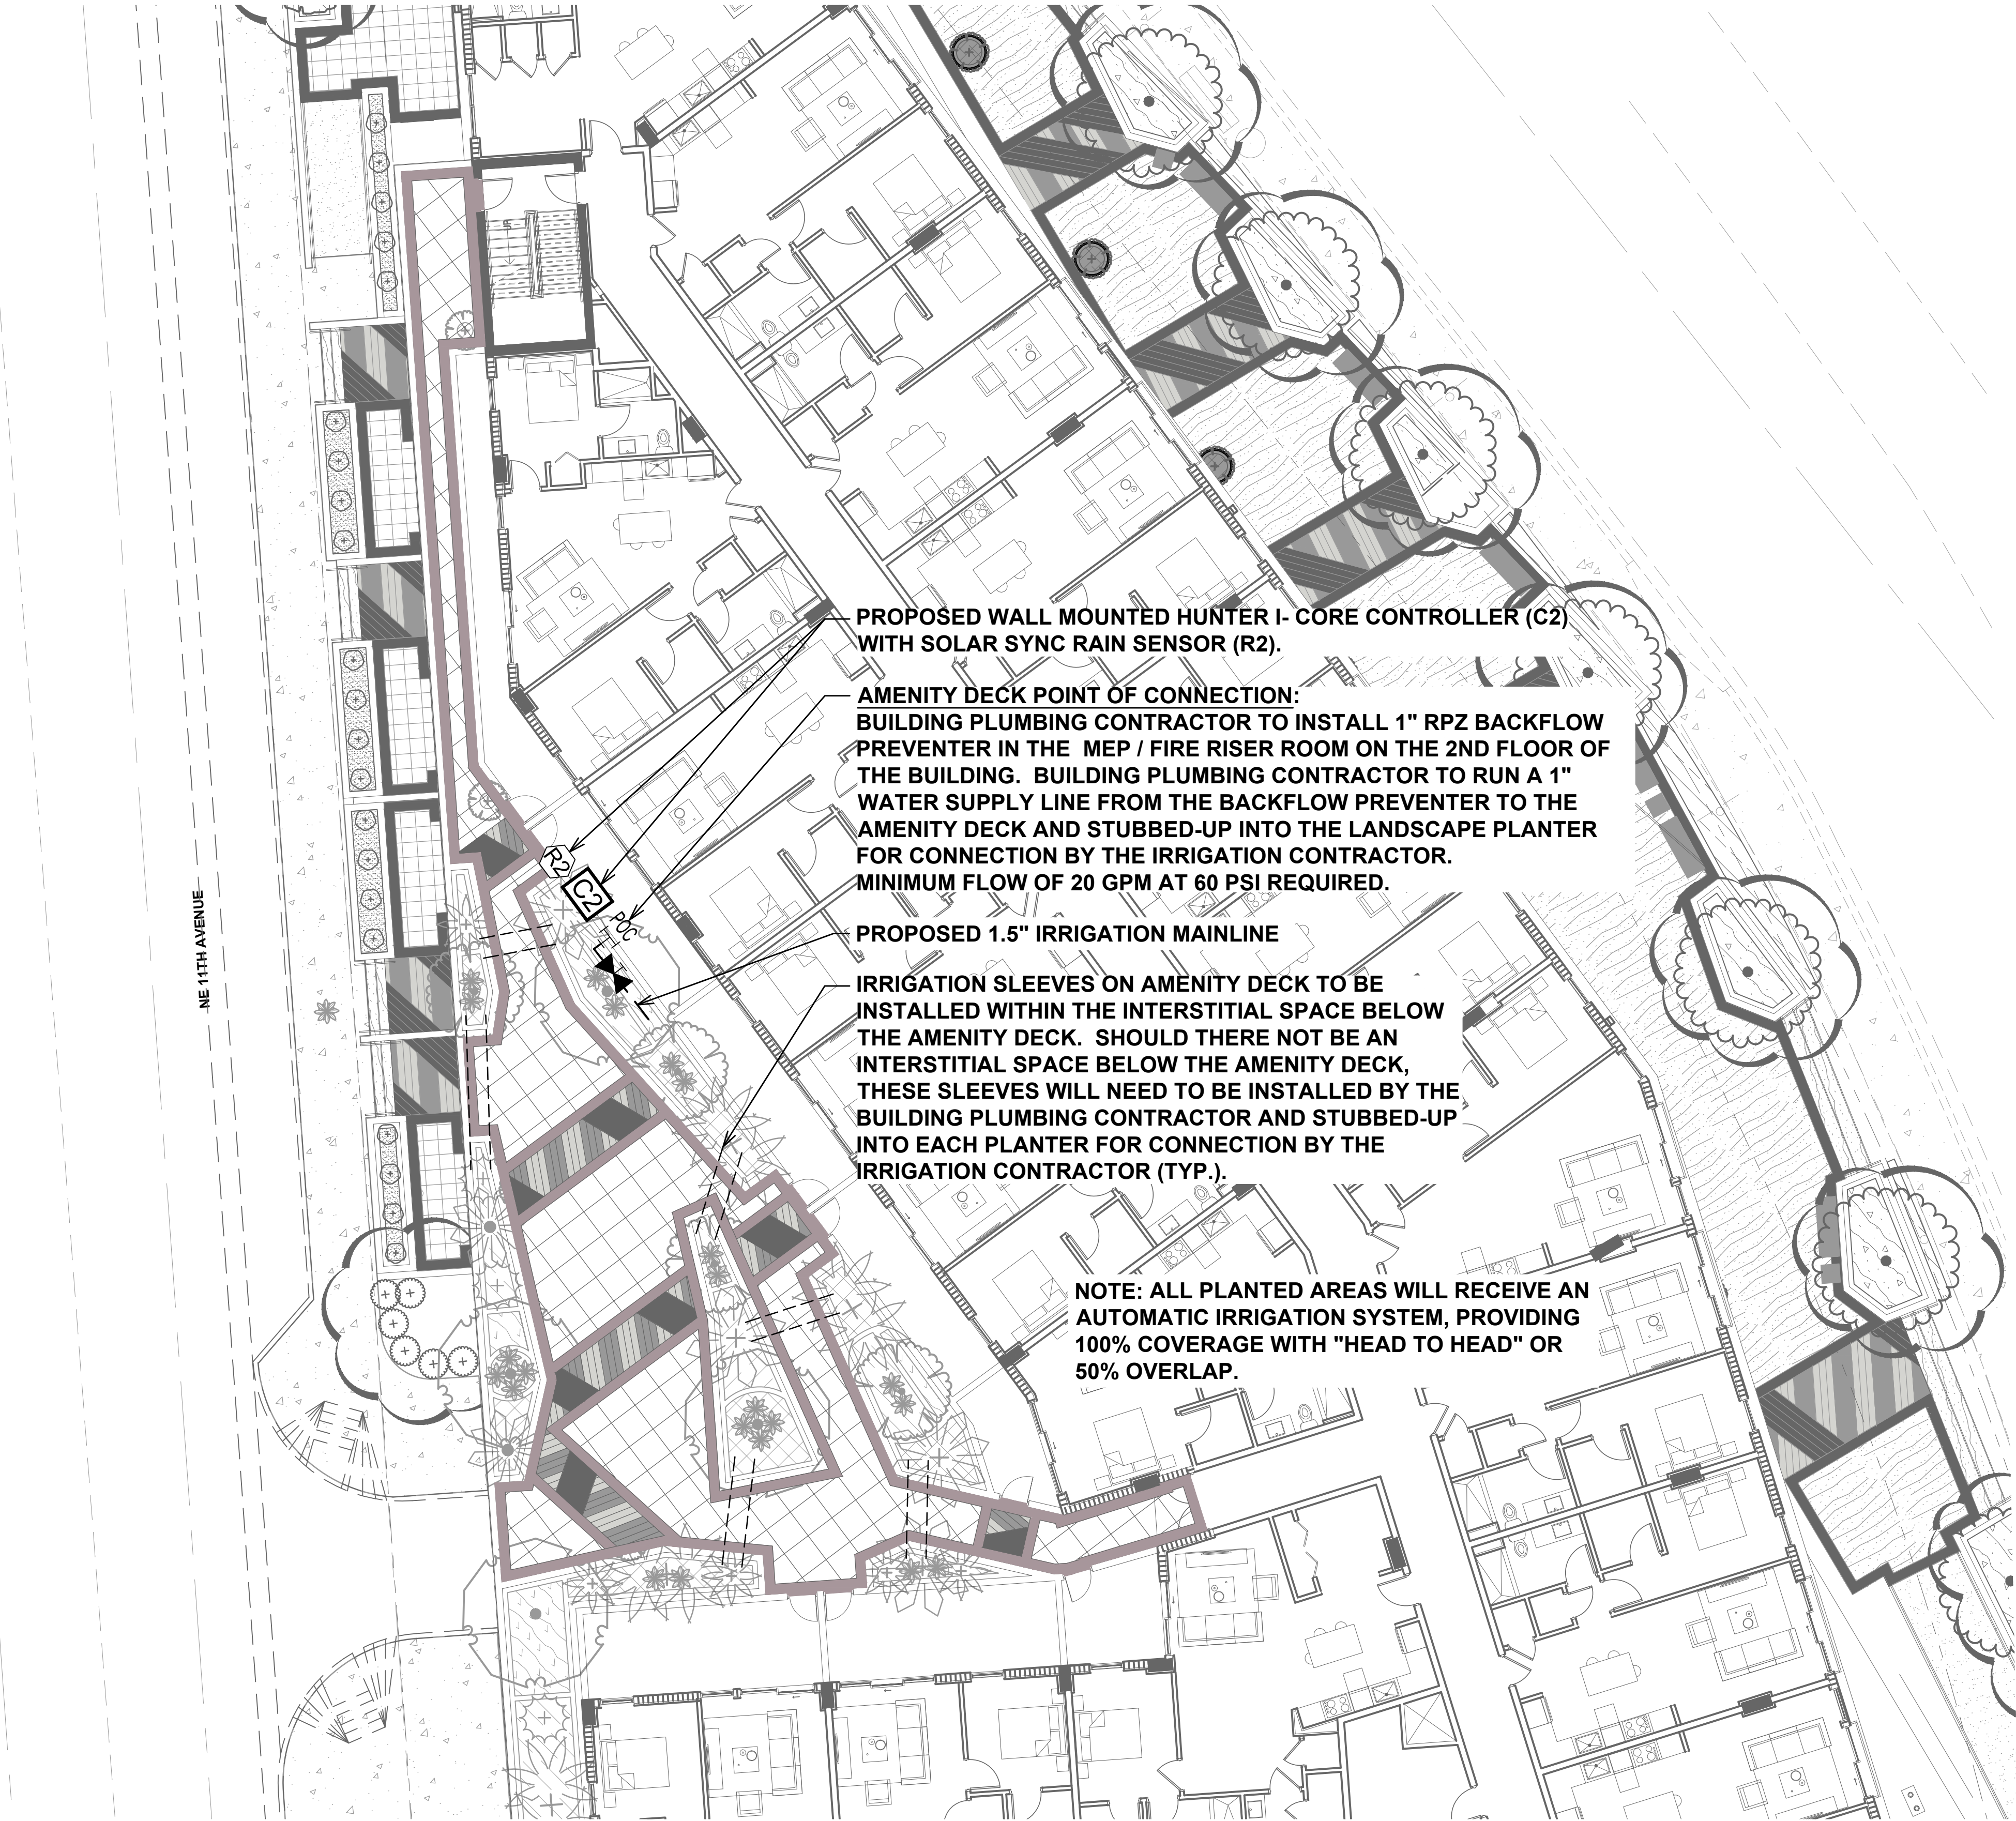 PROPOSED WALL MOUNTED HUNTER I- CORE CONTROLLER (C2)
WITH SOLAR SYNC RAIN SENSOR (R2).
AMENITY DECK POINT OF CONNECTION:
BUILDING PLUMBING CONTRACTOR TO INSTALL 1" RPZ BACKFLOW
PREVENTER IN THE MEP / FIRE RISER ROOM ON THE 2ND FLOOR OF
THE BUILDING. BUILDING PLUMBING CONTRACTOR TO RUN A 1"
WATER SUPPLY LINE FROM THE BACKFLOW PREVENTER TO THE
AMENITY DECK AND STUBBED-UP INTO THE LANDSCAPE PLANTER
FOR CONNECTION BY THE IRRIGATION CONTRACTOR.
MINIMUM FLOW OF 20 GPM AT 60 PSI REQUIRED.
R2
C2
POC
NE 11TH AVENUE
PROPOSED 1.5" IRRIGATION MAINLINE
IRRIGATION SLEEVES ON AMENITY DECK TO BE
INSTALLED WITHIN THE INTERSTITIAL SPACE BELOW
THE AMENITY DECK. SHOULD THERE NOT BE AN
INTERSTITIAL SPACE BELOW THE AMENITY DECK,
THESE SLEEVES WILL NEED TO BE INSTALLED BY THE
BUILDING PLUMBING CONTRACTOR AND STUBBED-UP
INTO EACH PLANTER FOR CONNECTION BY THE
IRRIGATION CONTRACTOR (TYP.).
NOTE: ALL PLANTED AREAS WILL RECEIVE AN
AUTOMATIC IRRIGATION SYSTEM, PROVIDING
100% COVERAGE WITH "HEAD TO HEAD" OR
50% OVERLAP.